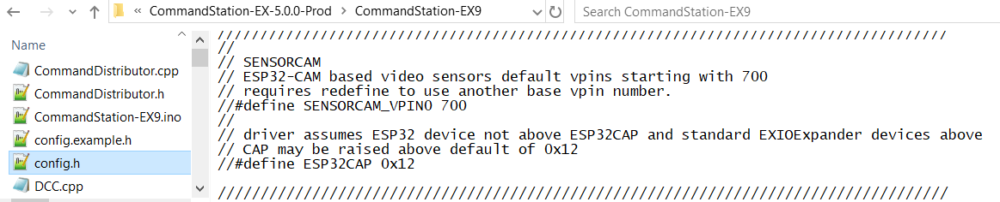 « CommandStation-EX-5.0.0-Prod > CommandStation-EX9
Search CommandStation-EX9
Name
CommandDistributor.cpp
CommandDistributor.h
CommandStation-EX9.ino
config.example.h
config.h
DCC.cpp
/////////////////////////////////////////////////////////////////////////////////////
//
// SENSORCAM
// ESP32-CAM based video sensors default vpins starting with 700
// requires redefine to use another base vpin number.
//#define SENSORCAM_VPIN0 700
//
// driver assumes ESP32 device not above ESP32CAP and standard EXIOExpander devices above
// CAP may be raised above default of 0x12
//#define ESP32CAP 0x12
/////////////////////////////////////////////////////////////////////////////////////